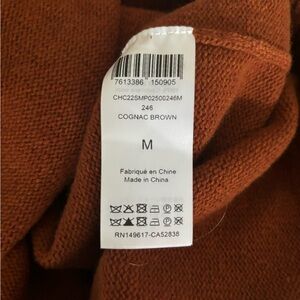 7613386 150905
CHC22SMP02500246M
246
COGNAC BROWN
M
Fabriqué en Chine
Made in China
RN149617-CA52838